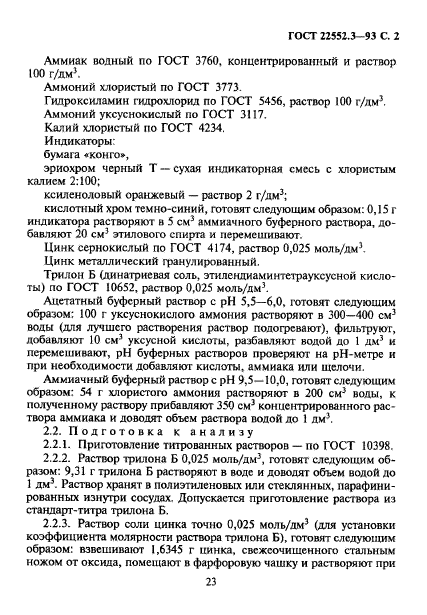 ГОСТ 22552.3—93 С. 2
Аммиак водный по ГОСТ 3760, концентрированный и раствор
100 г/дм³.
Аммоний хлористый по ГОСТ 3773.
Гидроксиламин гидрохлорид по ГОСТ 5456, раствор 100 г/дм³.
Аммоний уксуснокислый по ГОСТ 3117.
Калий хлористый по ГОСТ 4234.
Индикаторы:
бумага «конго»,
эриохром черный Т — сухая индикаторная смесь с хлористым
калием 2:100;
ксиленоловый оранжевый — раствор 2 г/дм³;
кислотный хром темно-синий, готовят следующим образом: 0,15 г
индикатора растворяют в 5 см³ аммиачного буферного раствора, до-
бавляют 20 см³ этилового спирта и перемешивают.
Цинк сернокислый по ГОСТ 4174, раствор 0,025 моль/дм³.
Цинк металлический гранулированный.
Трилон Б (динатриевая соль, этилендиаминтетрауксусной кисло-
ты) по ГОСТ 10652, раствор 0,025 моль/дм³.
Ацетатный буферный раствор с рН 5,5—6,0, готовят следующим
образом: 100 г уксуснокислого аммония растворяют в 300—400 см³
воды (для лучшего растворения раствор подогревают), фильтруют,
добавляют 10 см³ уксусной кислоты, разбавляют водой до 1 дм³ и
перемешивают, рН буферных растворов проверяют на рН-метре и
при необходимости добавляют кислоты, аммиака или щелочи.
Аммиачный буферный раствор с рН 9,5—10,0, готовят следующим
образом: 54 г хлористого аммония растворяют в 200 см³ воды, к
полученному раствору прибавляют 350 см³ концентрированного рас-
твора аммиака и доводят объем раствора водой до 1 дм³.
2.2. Подготовка к анализу
2.2.1. Приготовление титрованных растворов — по ГОСТ 10398.
2.2.2. Раствор трилона Б 0,025 моль/дм³, готовят следующим об-
разом: 9,31 г трилона Б растворяют в воде и доводят объем водой до
1 дм³. Раствор хранят в полиэтиленовых или стеклянных, парафини-
рованных изнутри сосудах. Допускается приготовление раствора из
стандарт-титра трилона Б.
2.2.3. Раствор соли цинка точно 0,025 моль/дм³ (для установки
коэффициента молярности раствора трилона Б), готовят следующим
образом: взвешивают 1,6345 г цинка, свежеочищенного стальным
ножом от оксида, помещают в фарфоровую чашку и растворяют при
23